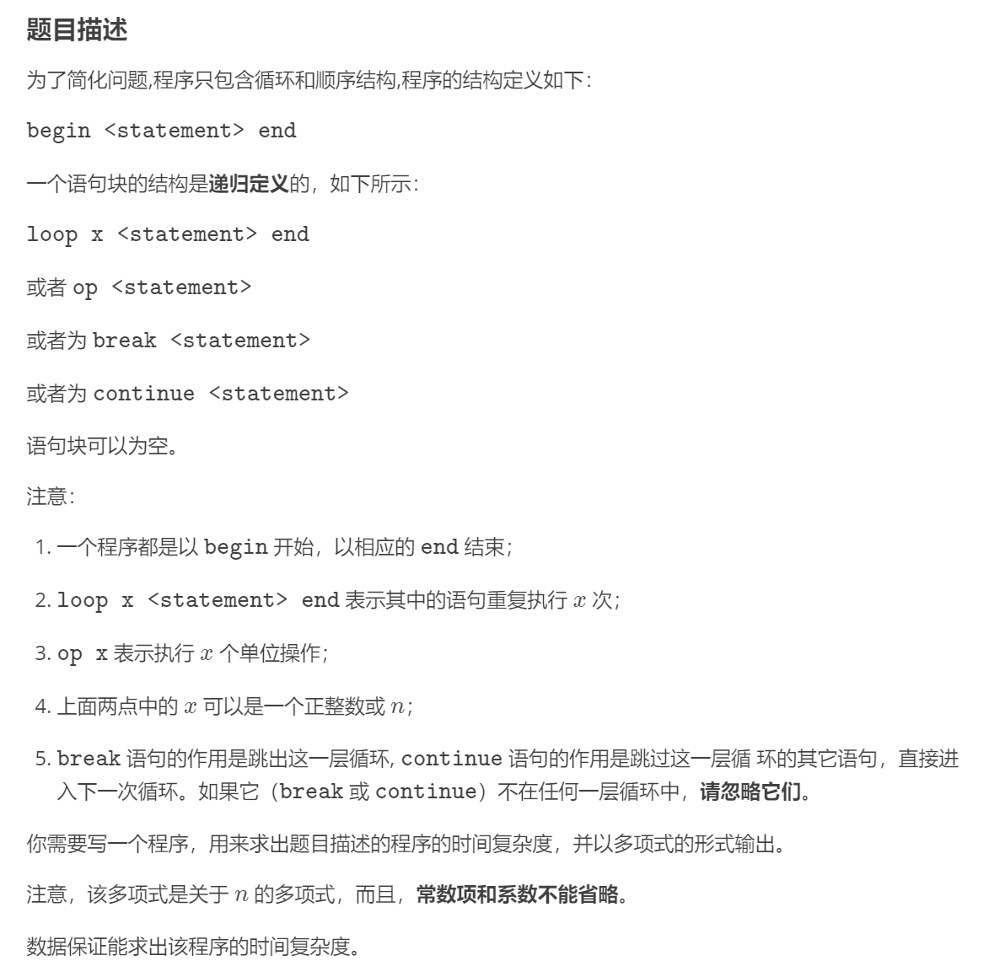 题目描述
为了简化问题,程序只包含循环和顺序结构,程序的结构定义如下：
begin <statement> end
一个语句块的结构是递归定义的，如下所示：
loop x <statement> end
或者 op <statement>
或者为 break <statement>
或者为 continue <statement>
语句块可以为空。
注意：
1. 一个程序都是以 begin 开始，以相应的 end 结束；
2. loop x <statement> end 表示其中的语句重复执行 x 次；
3. op x 表示执行 x 个单位操作；
4. 上面两点中的 x 可以是一个正整数或 n；
5. break 语句的作用是跳出这一层循环, continue 语句的作用是跳过这一层循 环的其它语句，直接进
入下一次循环。如果它（break 或 continue）不在任何一层循环中，请忽略它们。
你需要写一个程序，用来求出题目描述的程序的时间复杂度，并以多项式的形式输出。
注意，该多项式是关于 n 的多项式，而且，常数项和系数不能省略。
数据保证能求出该程序的时间复杂度。